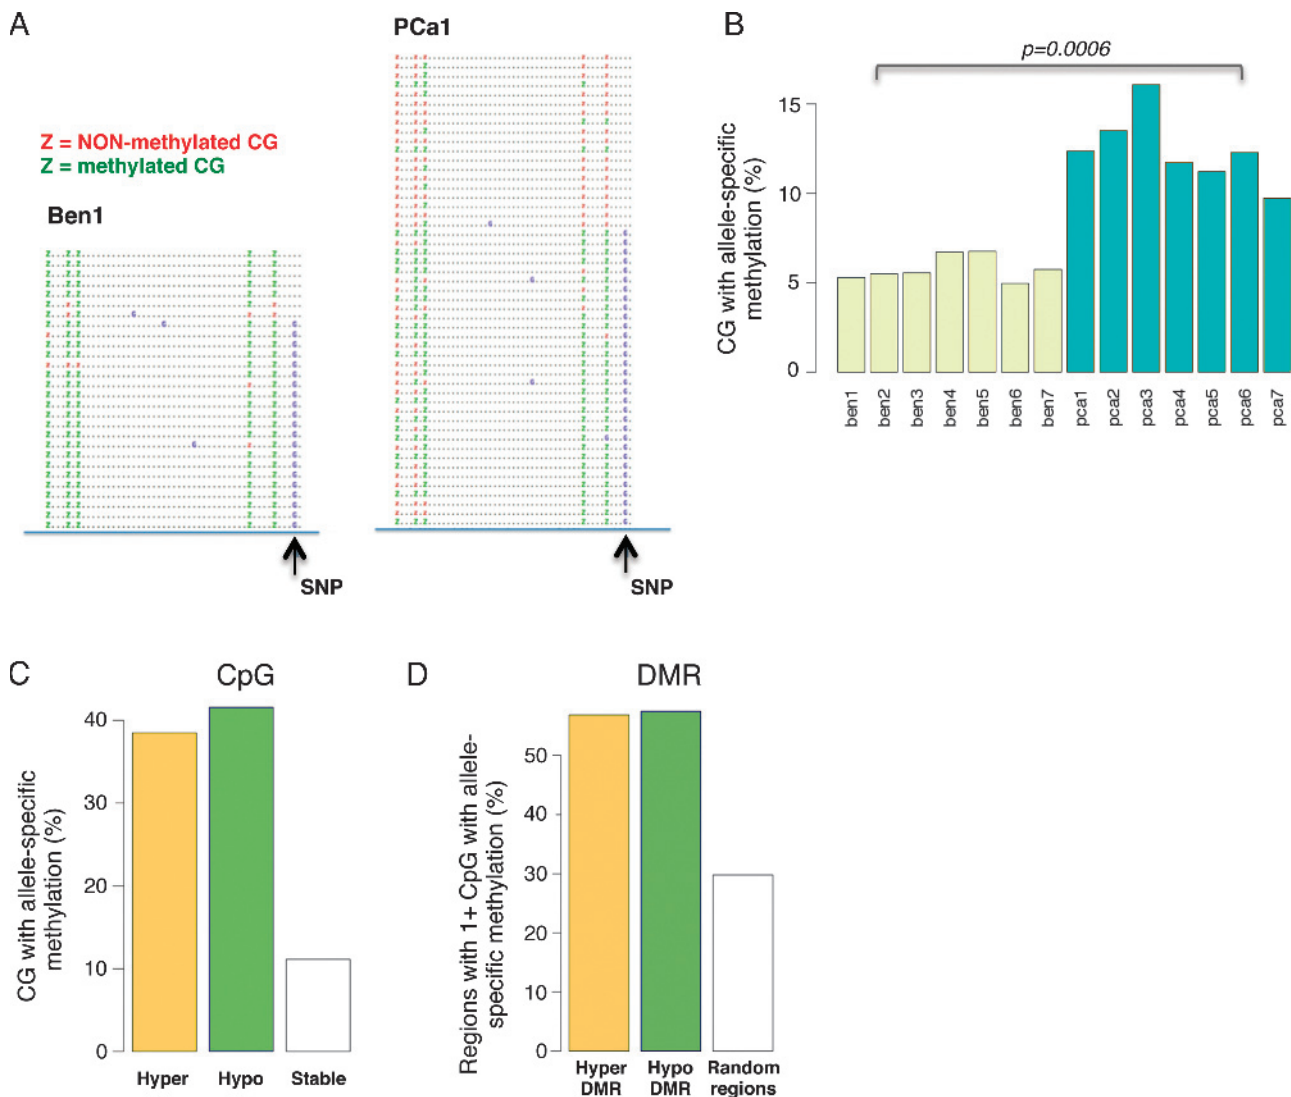 A
PCa1
Z = NON-methylated CG
Z = methylated CG
Ben1
SNP
SNP
B
p=0.0006
CG with allele-specific
methylation (%)
15
10
5
0
ben1
ben2
ben3
ben4
ben5
ben6
ben7
pca1
pca2
pca3
pca4
pca5
pca6
pca7
C
CpG
CG with allele-specific
methylation (%)
40
30
20
10
0
Hyper
Hypo
Stable
D
DMR
Regions with 1+ CpG with allele-
specific methylation (%)
50
40
30
20
10
0
Hyper
DMR
Hypo
DMR
Random
regions